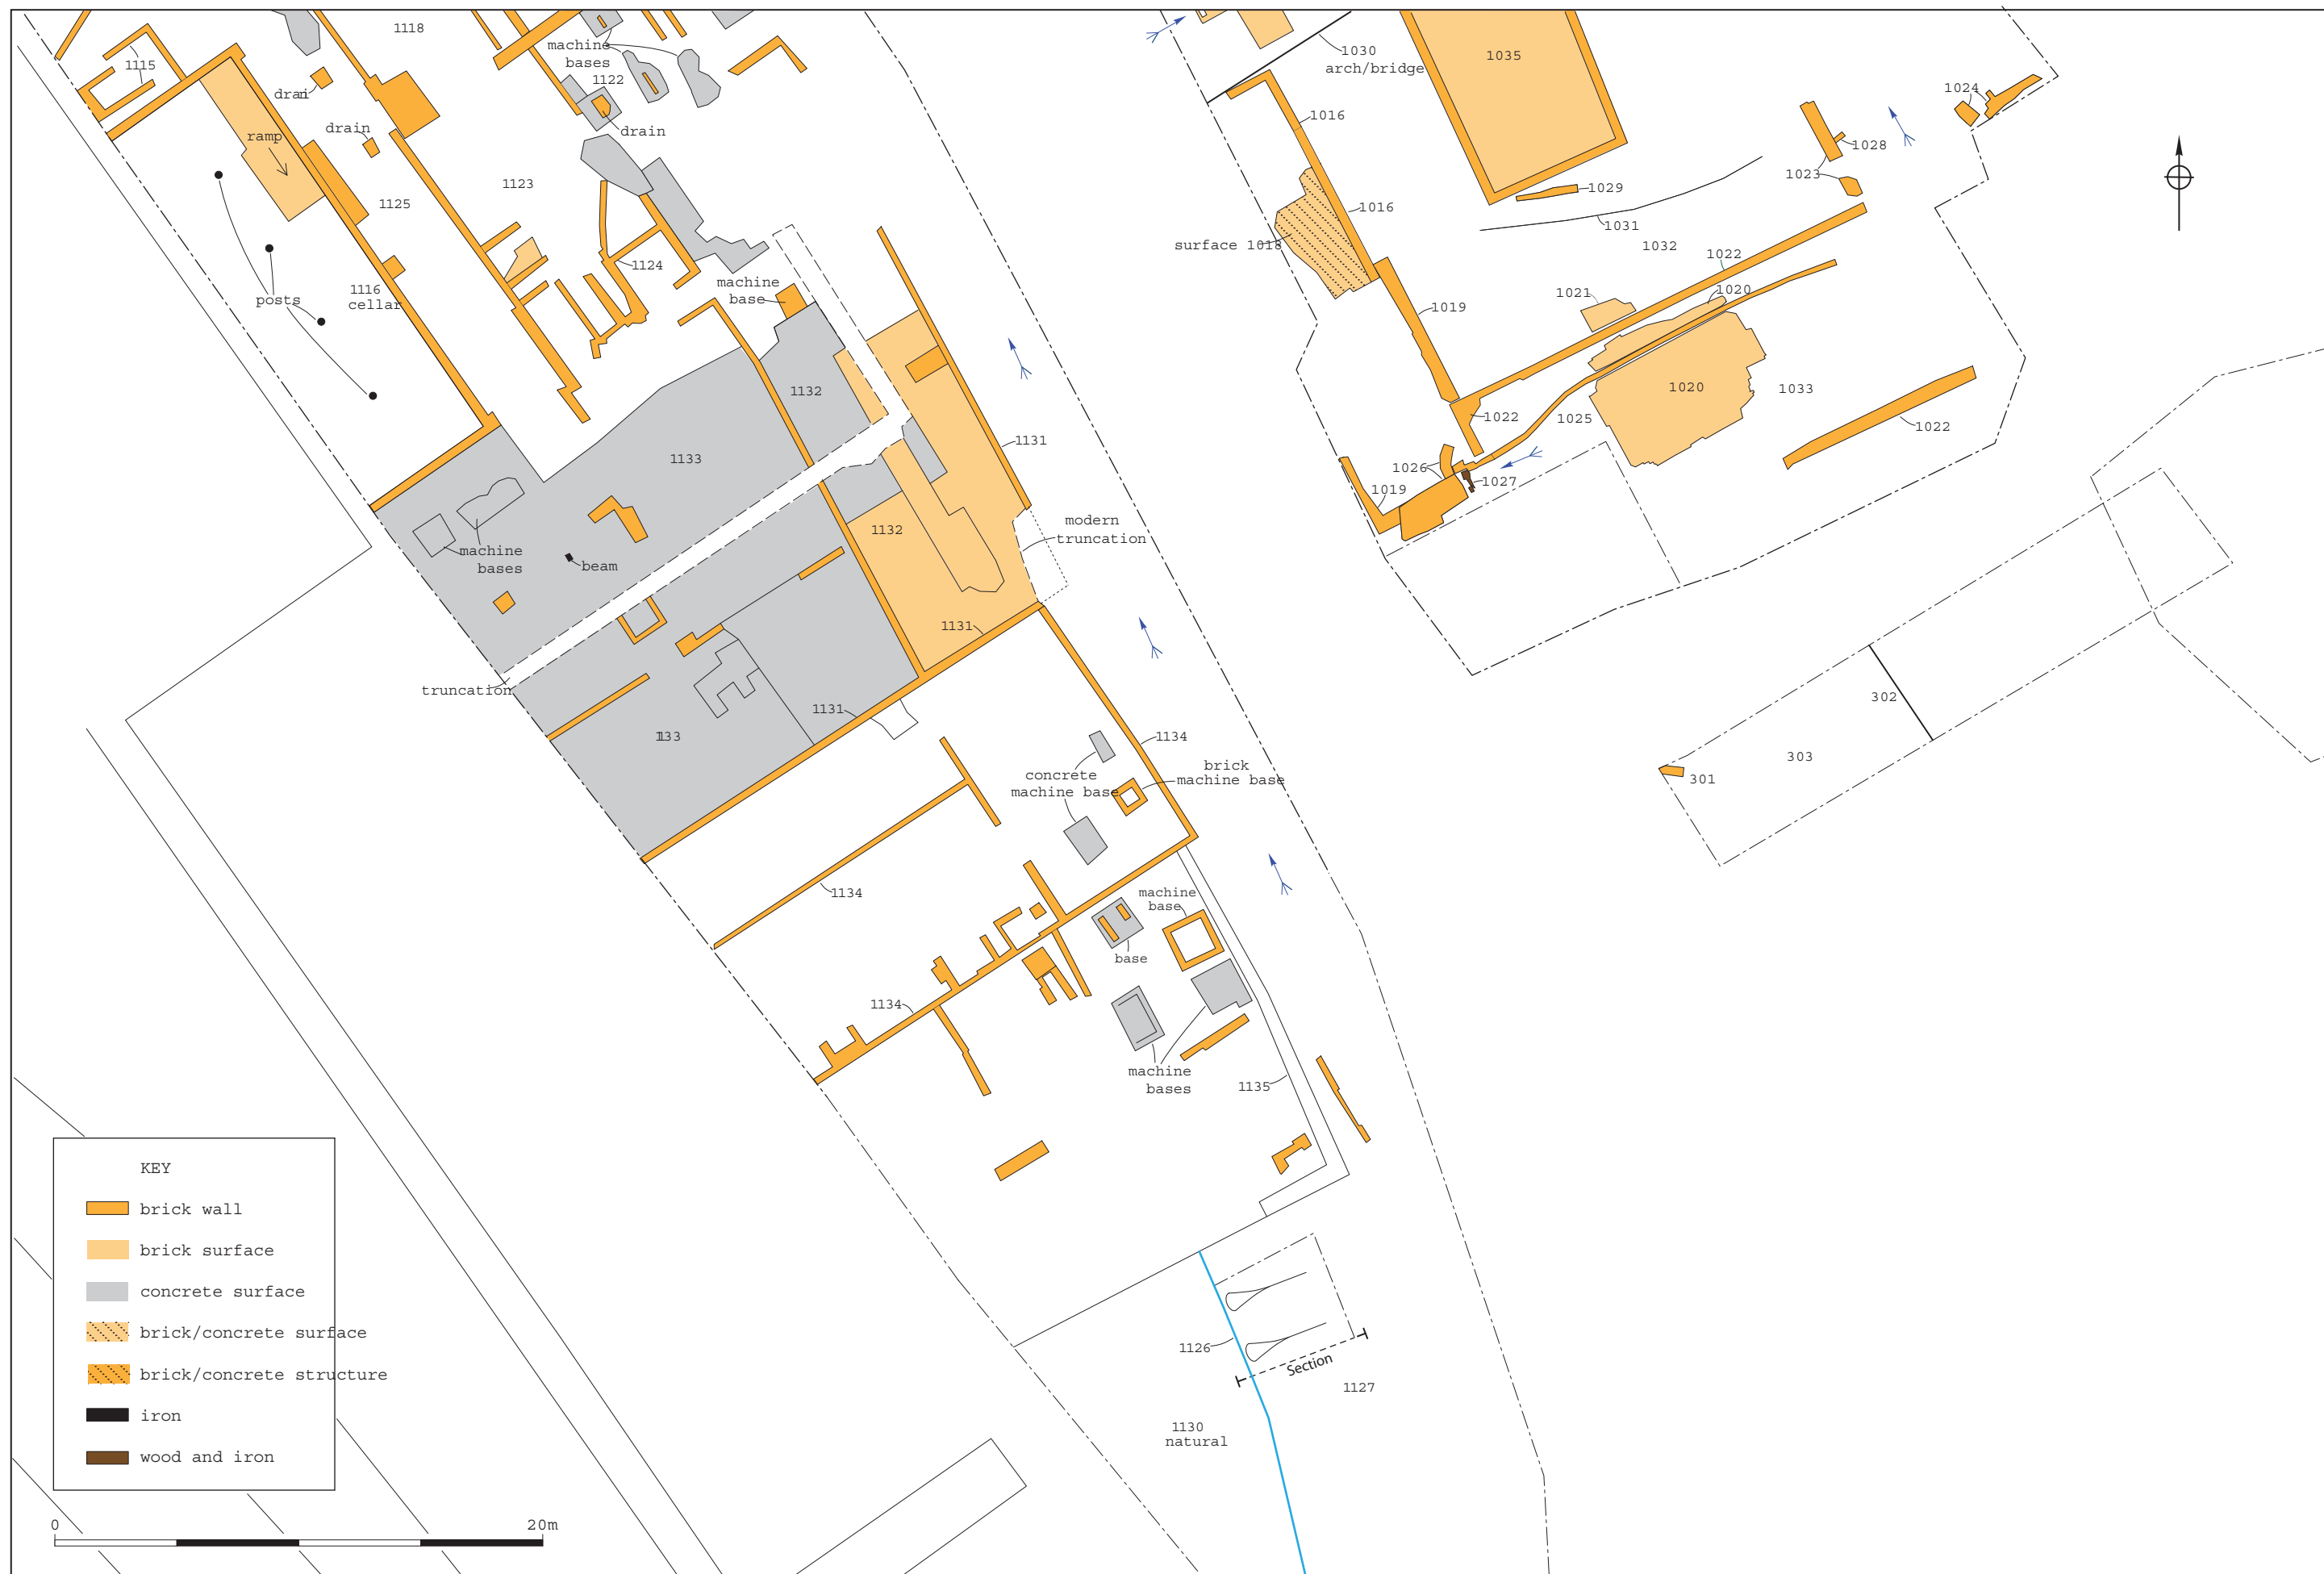 1118
machine
bases
1115
1122
drai
drain
drain
ramp
1123
1125
1124
posts
1116
cellar
machine
base
1132
1133
1131
machine
bases
beam
1132
modern
truncation
1131
truncation
1131
1133
1134
concrete
machine base
brick
machine base
1134
machine
base
base
1134
machine
bases
1135
1126
Section
1127
1130
natural
1030
arch/bridge
1035
1016
1024
1028
1023
1029
1016
1031
surface 1018
1032
1022
1021
1020
1019
1020
1033
1022
1025
1022
1026
1027
1019
302
303
301
KEY
brick wall
brick surface
concrete surface
brick/concrete surface
brick/concrete structure
iron
wood and iron
0 20m